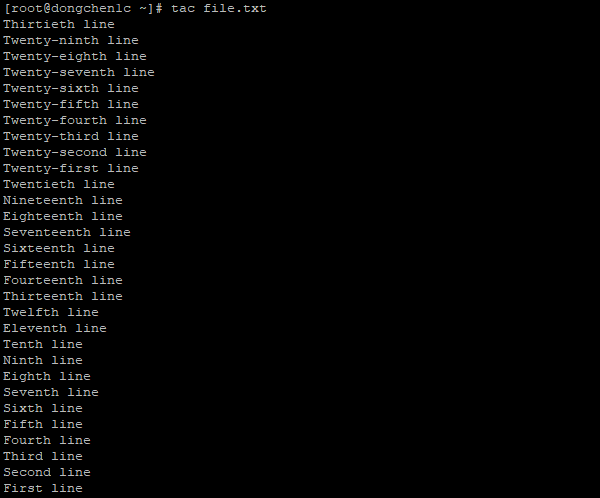 [root@dongchenlc ~]# tac file.txt
Thirtieth line
Twenty-ninth line
Twenty-eighth line
Twenty-seventh line
Twenty-sixth line
Twenty-fifth line
Twenty-fourth line
Twenty-third line
Twenty-second line
Twenty-first line
Twentieth line
Nineteenth line
Eighteenth line
Seventeenth line
Sixteenth line
Fifteenth line
Fourteenth line
Thirteenth line
Twelfth line
Eleventh line
Tenth line
Ninth line
Eighth line
Seventh line
Sixth line
Fifth line
Fourth line
Third line
Second line
First line